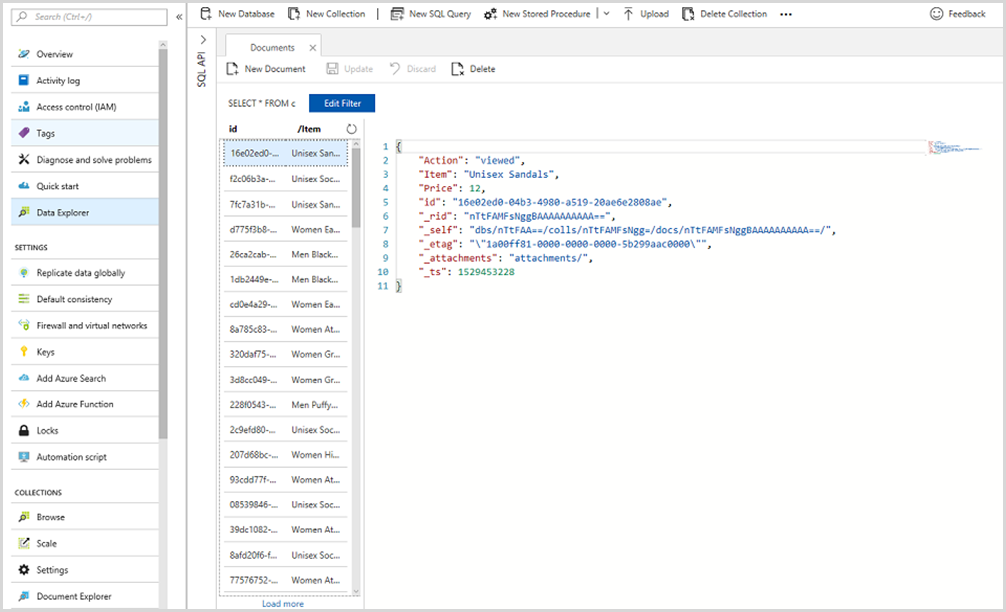 Search (Ctrl+/)
«
Overview
Activity log
Access control (IAM)
Tags
Diagnose and solve problems
Quick start
Data Explorer
SETTINGS
Replicate data globally
Default consistency
Firewall and virtual networks
Keys
Add Azure Search
Add Azure Function
Locks
Automation script
COLLECTIONS
Browse
Scale
Settings
Document Explorer
New Database New Collection | New SQL Query New Stored Procedure | Upload Delete Collection ... Feedback
SQL API
Documents
New Document Update Discard Delete
SELECT * FROM c Edit Filter
id /Item
16e02ed0-... Unisex San...
f2c06b3a-... Unisex Soc...
7fc7a31b-... Unisex San...
d775f3b8-... Women Ea...
26ca2cab-... Men Black...
1db2449e-... Men Black...
cd0e4a29-... Women Ea...
8a785c83-... Women At...
320daf75-... Women Gr...
3d8cc049-... Women Gr...
228f0543-... Men Puffy...
2c9efd80-... Unisex Soc...
207d68bc-... Women Hi...
93cdd77f-... Women At...
08539846-... Unisex Soc...
39dc1082-... Women At...
8afd20f6-f... Unisex Soc...
77576752-... Women At...
Load more
1 {
2 "Action": "viewed",
3 "Item": "Unisex Sandals",
4 "Price": 12,
5 "id": "16e02ed0-04b3-4980-a519-20ae6e2808ae",
6 "_rid": "nTtFAMFsNggBAAAAAAAAAA==",
7 "_self": "dbs/nTtFAA==/colls/nTtFAMFsNgg=/docs/nTtFAMFsNggBAAAAAAAAAA==/",
8 "_etag": "\"1a00ff81-0000-0000-0000-5b299aac0000\"",
9 "_attachments": "attachments/",
10 "_ts": 1529453228
11 }